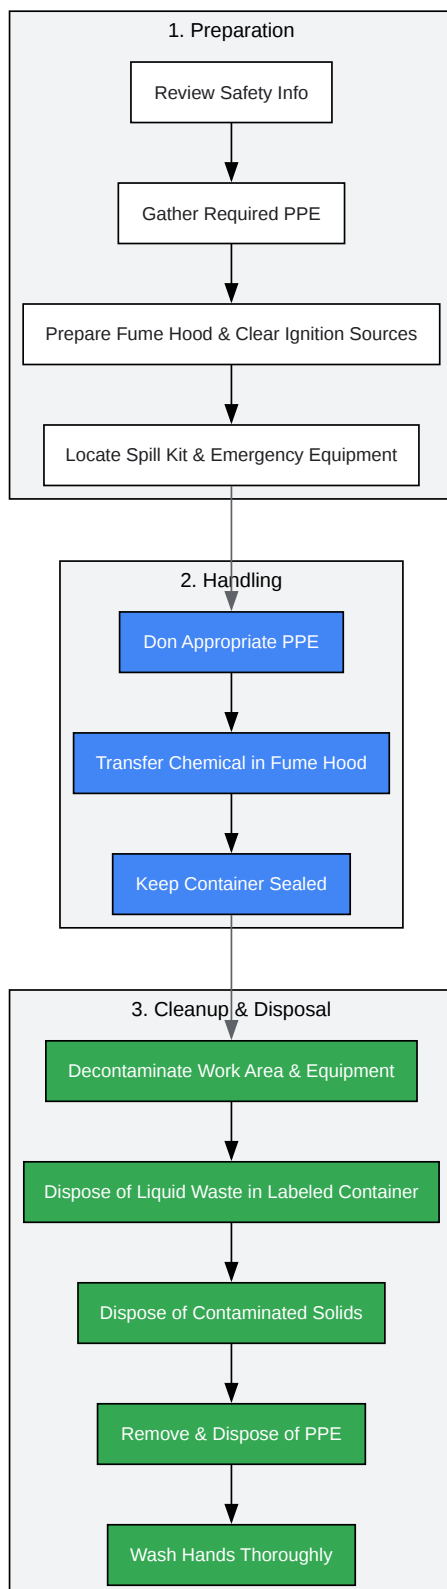 1. Preparation
Review Safety Info
Gather Required PPE
Prepare Fume Hood & Clear Ignition Sources
Locate Spill Kit & Emergency Equipment
2. Handling
Don Appropriate PPE
Transfer Chemical in Fume Hood
Keep Container Sealed
3. Cleanup & Disposal
Decontaminate Work Area & Equipment
Dispose of Liquid Waste in Labeled Container
Dispose of Contaminated Solids
Remove & Dispose of PPE
Wash Hands Thoroughly